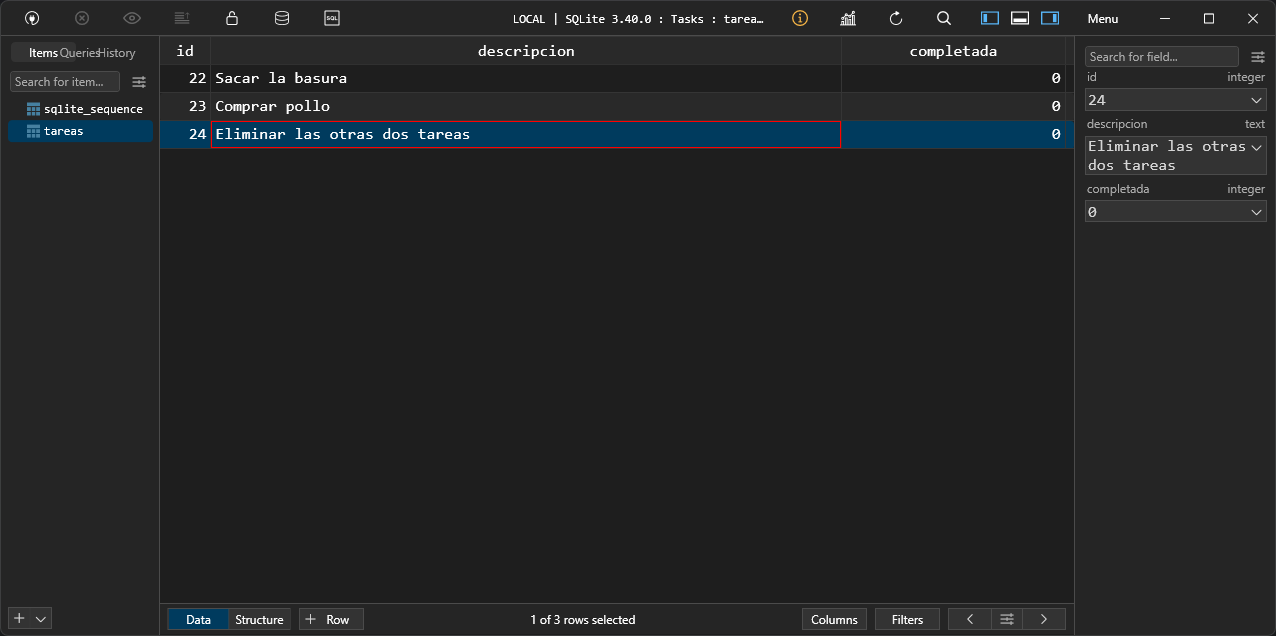 SQL
LOCAL | SQLite 3.40.0 : Tasks : tarea…
Menu
Items Queries History
Search for item...
sqlite_sequence
tareas
id descripcion completada
22 Sacar la basura 0
23 Comprar pollo 0
24 Eliminar las otras dos tareas 0
Search for field...
id integer
24
descripcion text
Eliminar las otras
dos tareas
completada integer
0
Data Structure + Row 1 of 3 rows selected Columns Filters